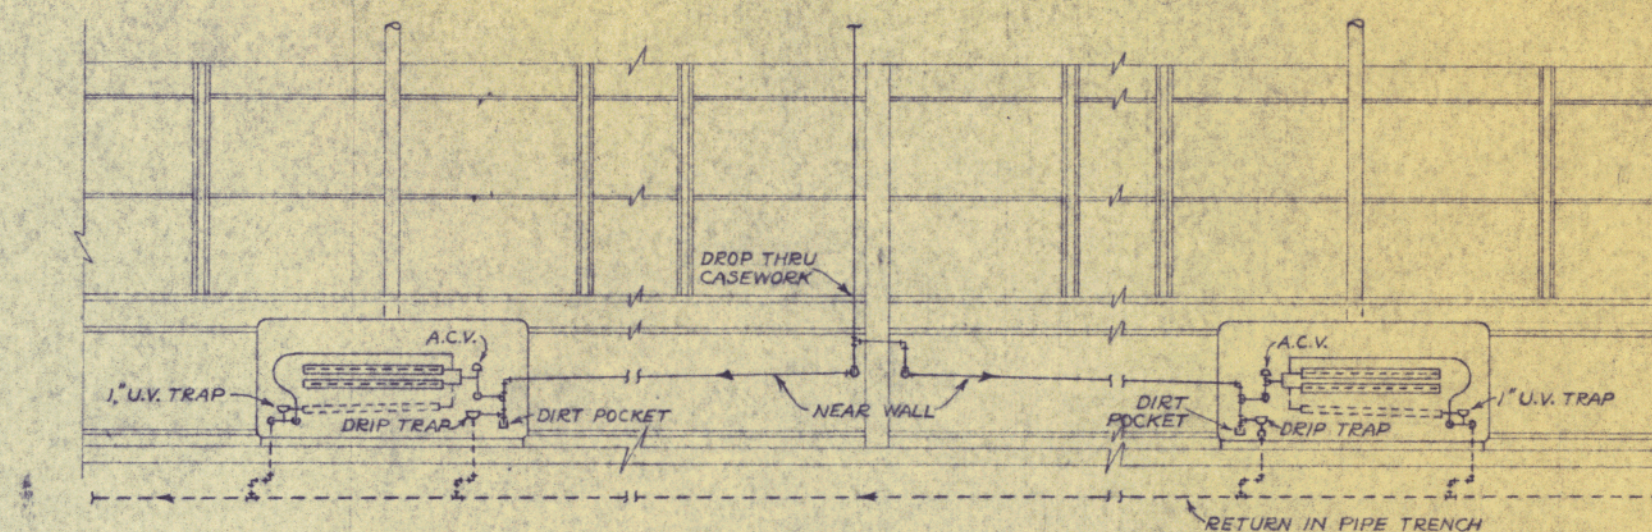 DROP THRU
CASEWORK
A.C.V.
1" U.V. TRAP
DRIP TRAP
DIRT POCKET
NEAR WALL
A.C.V.
DIRT
POCKET
DRIP TRAP
1" U.V. TRAP
RETURN IN PIPE TRENCH